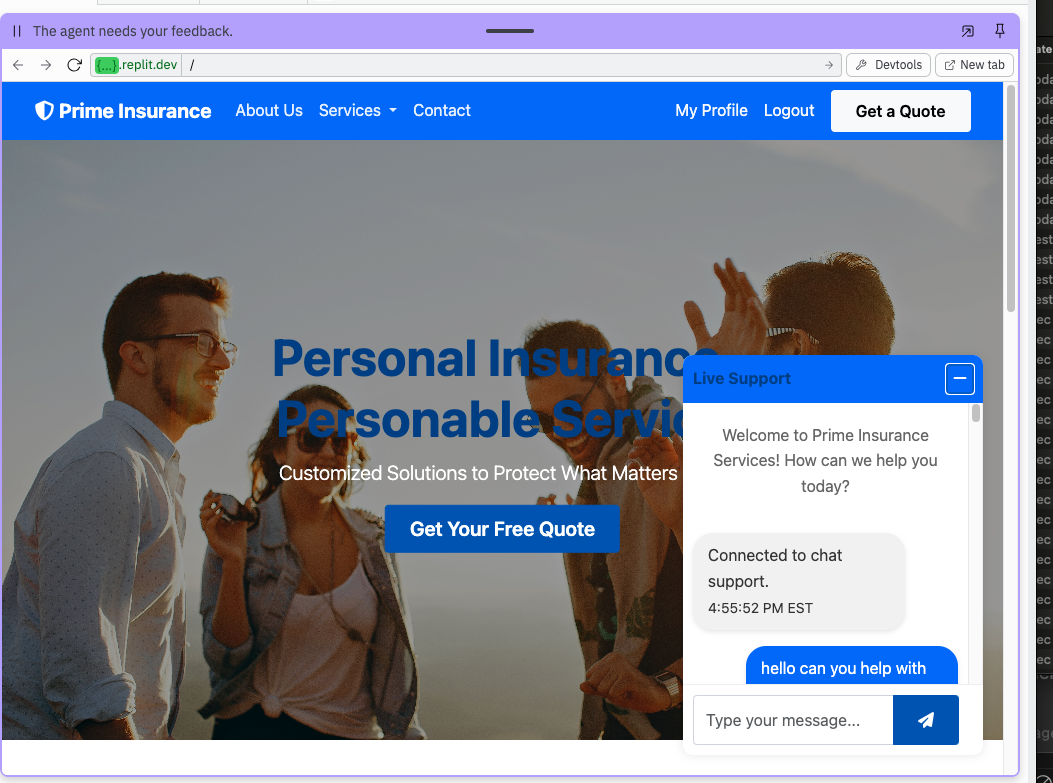 The agent needs your feedback.
{...}.replit.dev /
Devtools
New tab
Prime Insurance
About Us
Services
Contact
My Profile
Logout
Get a Quote
Personal Insurance
Personable Servic
Customized Solutions to Protect What Matters
Get Your Free Quote
Live Support
Welcome to Prime Insurance
Services! How can we help you
today?
Connected to chat
support.
4:55:52 PM EST
hello can you help with
Type your message...